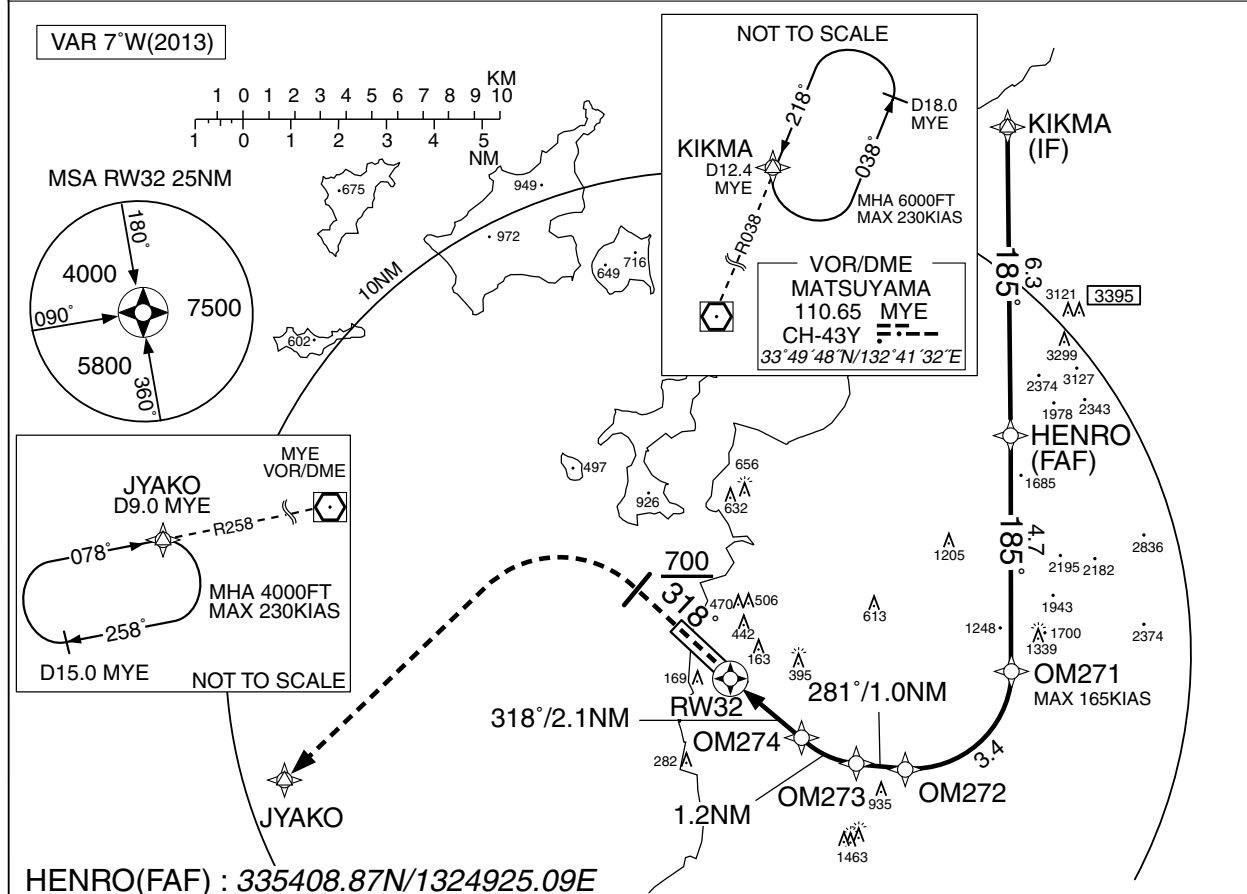 VAR 7°W(2013)
KM
1 0 1 2 3 4 5 6 7 8 9 10
1 0 1 2 3 4 5
NM
MSA RW32 25NM
180°
4000
7500
090°
5800
360°
NOT TO SCALE
218°
038°
D18.0
MYE
KIKMA
D12.4
MYE
MHA 6000FT
MAX 230KIAS
R038
VOR/DME
MATSUYAMA
110.65 MYE
CH-43Y
33°49´48˝N/132°41´32˝E
KIKMA
(IF)
675
949
972
649
716
602
10NM
185°
6.3
3121
3395
3299
2374
3127
1978
2343
HENRO
(FAF)
1685
185°
4.7
2836
1205
2195
2182
1943
1248
1700
1339
2374
OM271
MAX 165KIAS
497
926
656
632
MYE
VOR/DME
JYAKO
D9.0 MYE
R258
078°
MHA 4000FT
MAX 230KIAS
258°
D15.0 MYE
NOT TO SCALE
700
318°
470
506
442
163
613
395
169
RW32
281°/1.0NM
318°/2.1NM
OM274
282
3.4
OM273
935
OM272
1.2NM
1463
JYAKO
HENRO(FAF) : 335408.87N/1324925.09E